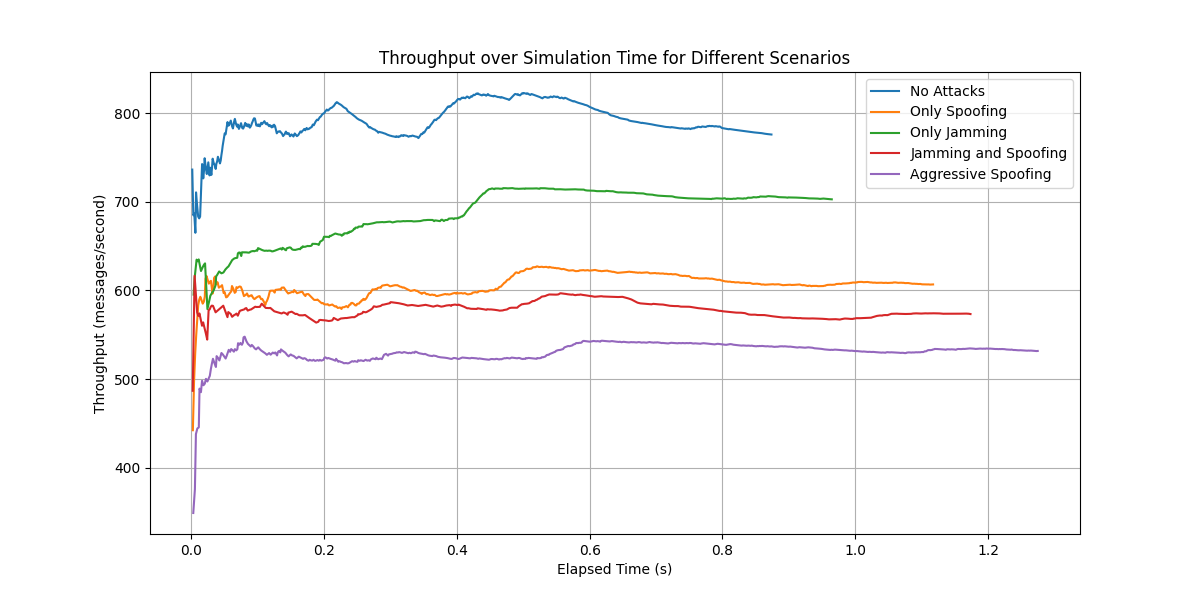 Throughput over Simulation Time for Different Scenarios
No Attacks
Only Spoofing
Only Jamming
Jamming and Spoofing
Aggressive Spoofing
Throughput (messages/second)
800
700
600
500
400
0.0 0.2 0.4 0.6 0.8 1.0 1.2
Elapsed Time (s)